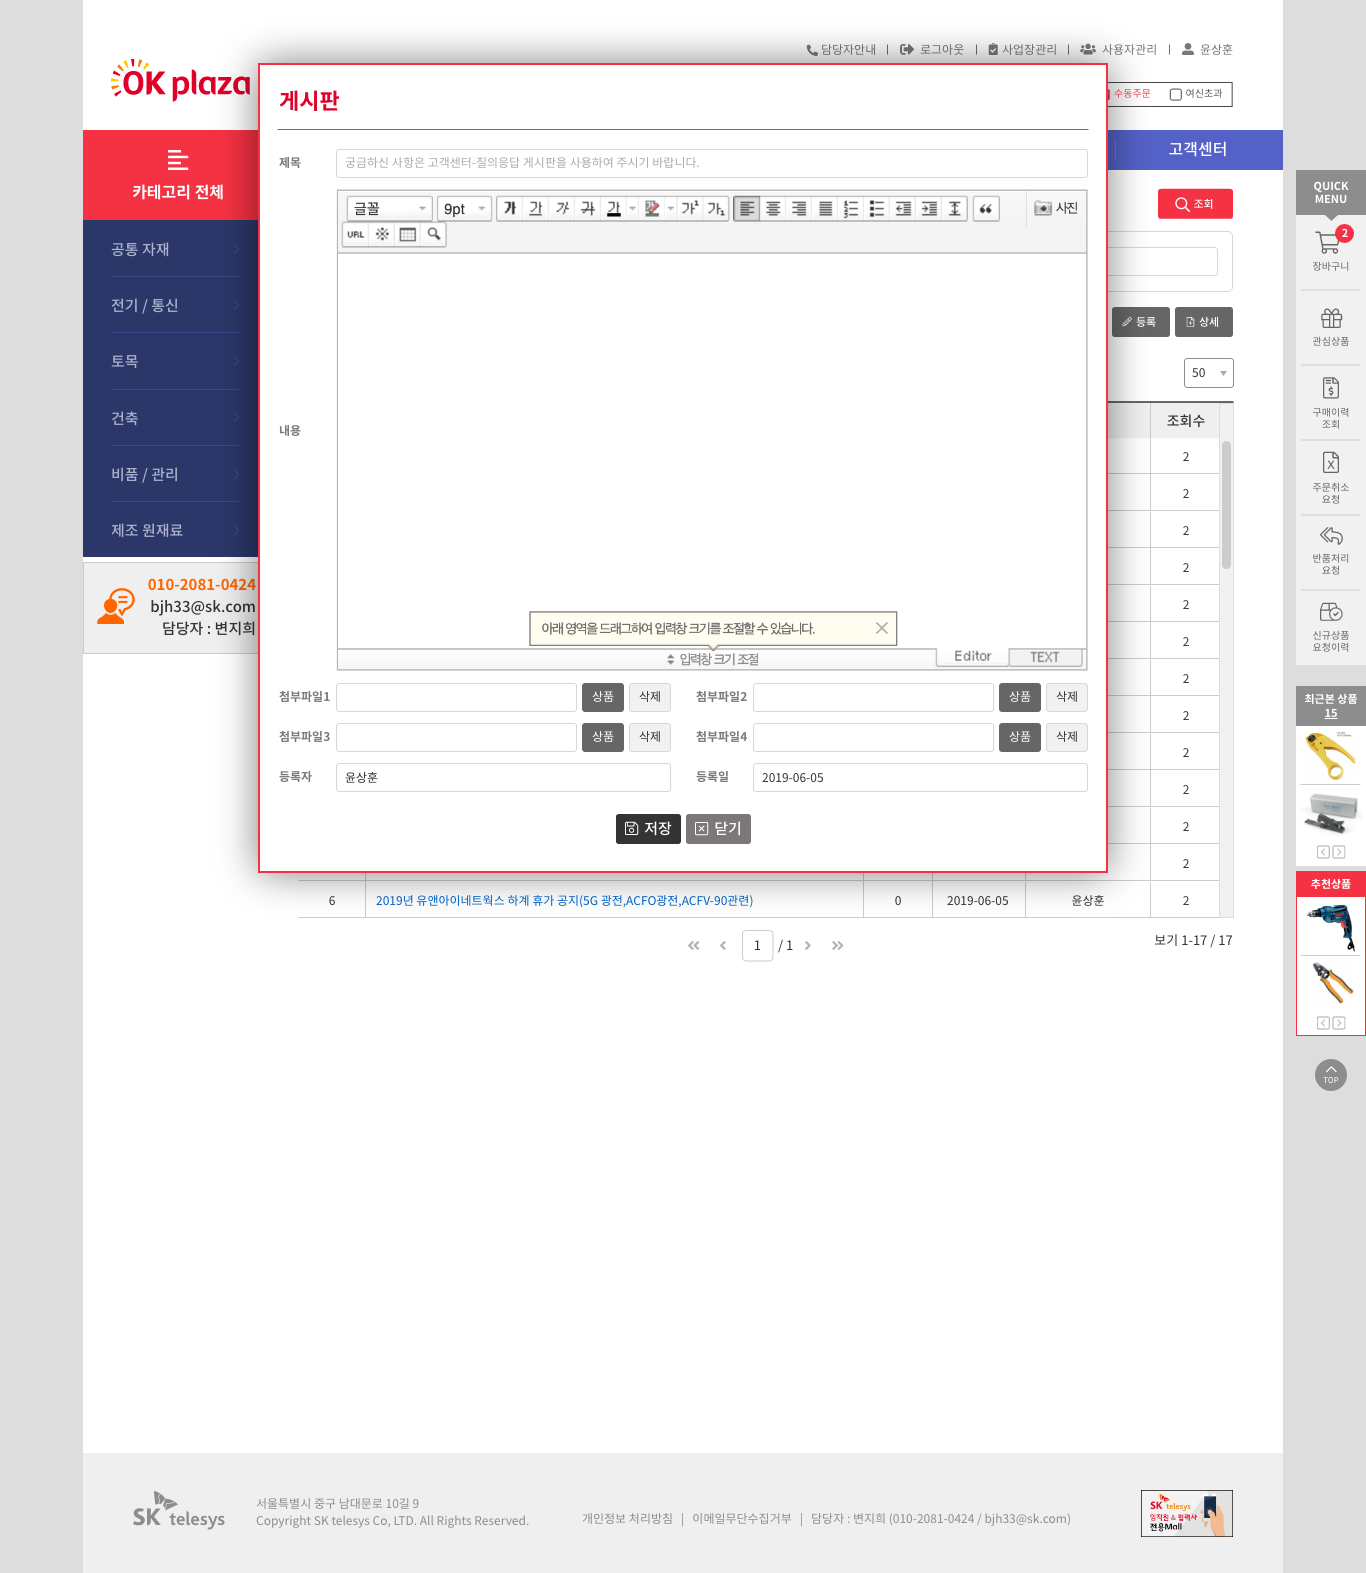 담당자안내 | 로그아웃 | 사업장관리 | 사용자관리 | 윤상훈
OK plaza
수동주문 여신초과
카테고리 전체
고객센터
공통 자재
전기 / 통신
토목
건축
비품 / 관리
제조 원재료
010-2081-0424
bjh33@sk.com
담당자 : 변지희
조회
등록 상세
50
조회수
2
2
2
2
2
2
2
2
2
2
2
2
6 2019년 유앤아이네트웍스 하계 휴가 공지(5G 광전,ACFO광전,ACFV-90관련) 0 2019-06-05 윤상훈 2
1 / 1
보기 1-17 / 17
게시판
제목 궁금하신 사항은 고객센터-질의응답 게시판을 사용하여 주시기 바랍니다.
글꼴 9pt 가 가 가 가 가 가¹ 가₁ “ 사진
URL
내용
아래 영역을 드래그하여 입력창 크기를 조절할 수 있습니다.
입력창 크기 조절 Editor TEXT
첨부파일1 상품 삭제 첨부파일2 상품 삭제
첨부파일3 상품 삭제 첨부파일4 상품 삭제
등록자 윤상훈 등록일 2019-06-05
저장 닫기
QUICK
MENU
2
장바구니
관심상품
구매이력
조회
주문취소
요청
반품처리
요청
신규상품
요청이력
최근본 상품
15
추천상품
TOP
SK telesys
서울특별시 중구 남대문로 10길 9
Copyright SK telesys Co, LTD. All Rights Reserved.
개인정보 처리방침 | 이메일무단수집거부 | 담당자 : 변지희 (010-2081-0424 / bjh33@sk.com)
SK telesys
임직원 & 협력사
전용Mall